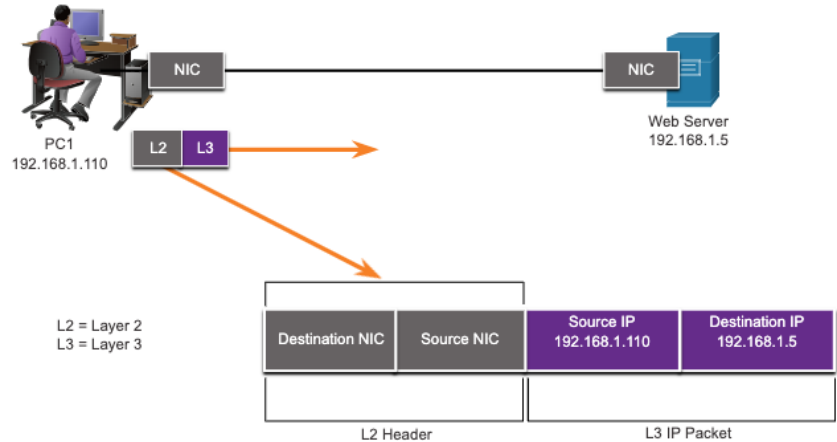 NIC
NIC
PC1
192.168.1.110
Web Server
192.168.1.5
L2 L3
L2 = Layer 2
L3 = Layer 3
Destination NIC
Source NIC
Source IP
192.168.1.110
Destination IP
192.168.1.5
L2 Header
L3 IP Packet